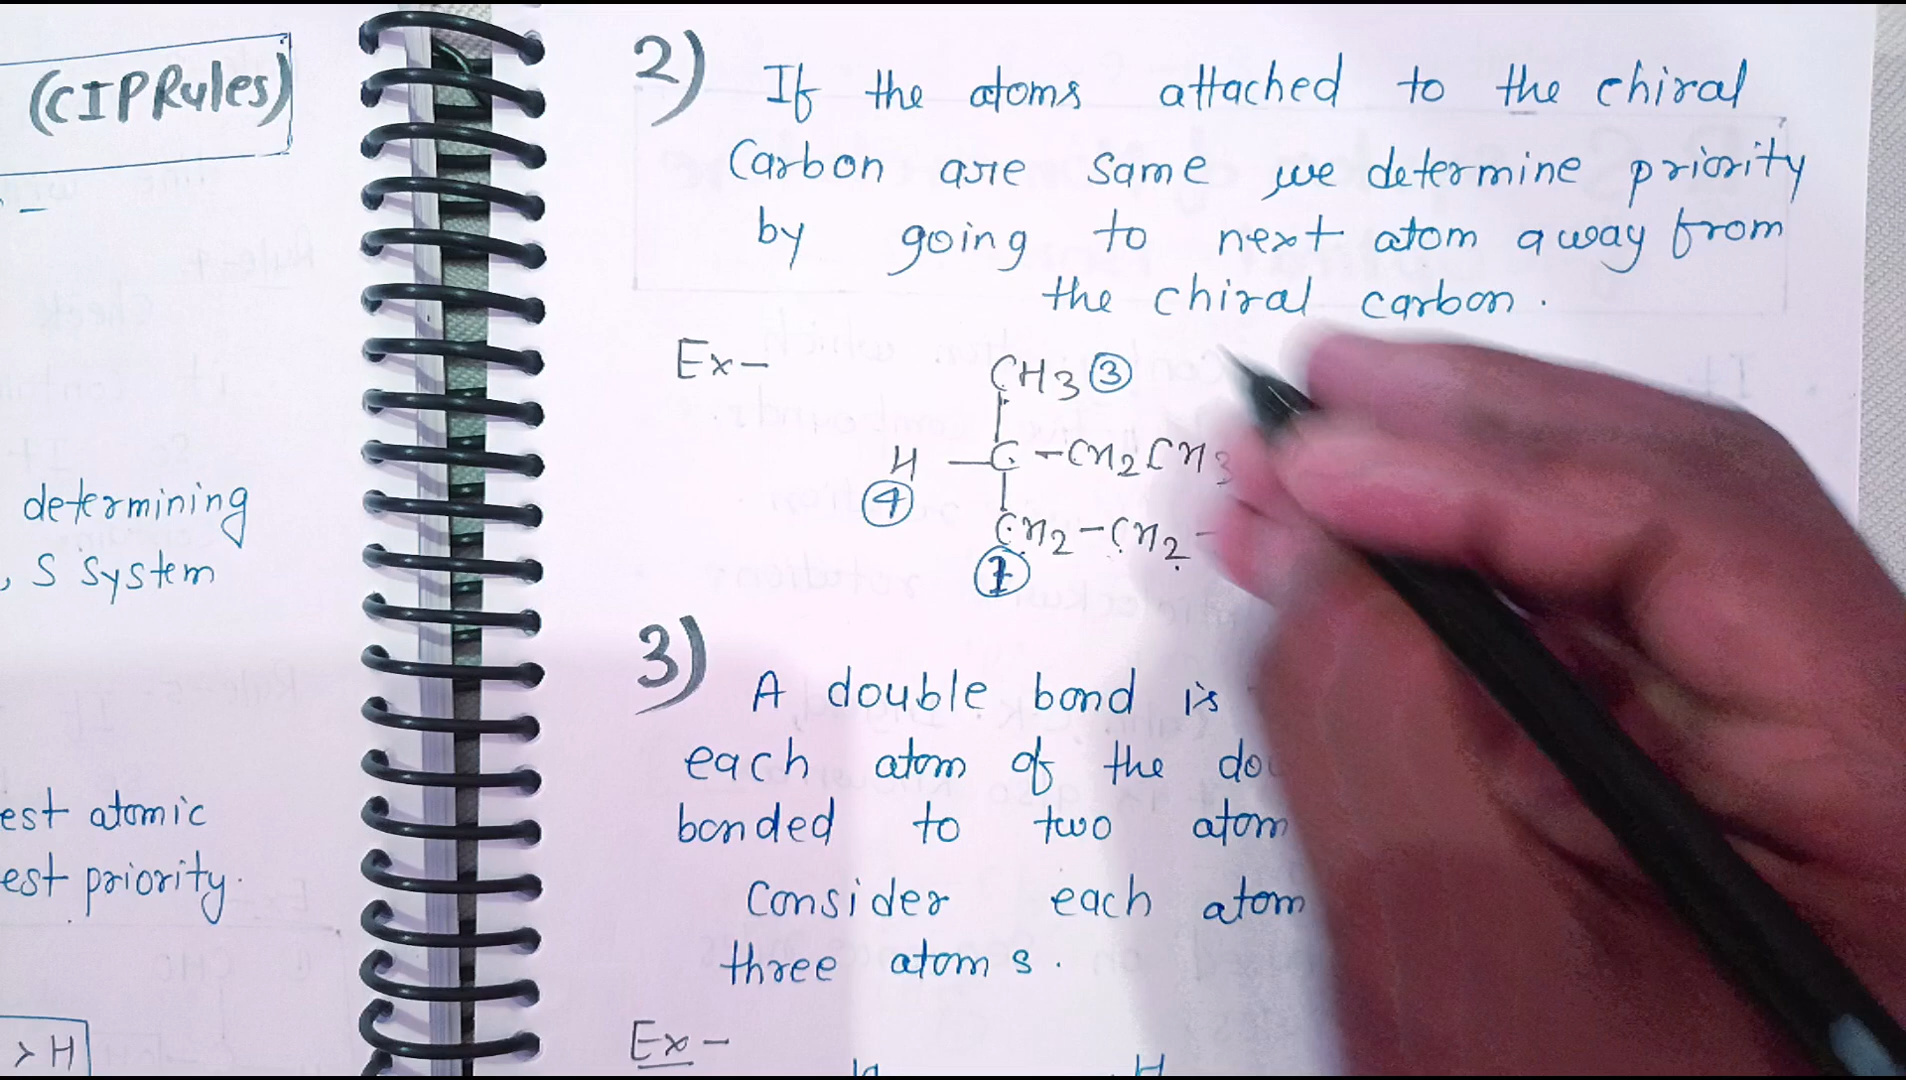 (CIP Rules)
determining
, S System
est atomic
est priority.
> H
2) If the atoms attached to the chiral
Carbon are same we determine priority
by going to next atom away from
the chiral carbon.
Ex-
CH3 ③
H -C-CH2CH3
④
CH2-CH2-
①
3) A double bond is
each atom of the
bonded to two atom
Consider each atom
three atoms.
Ex-
H